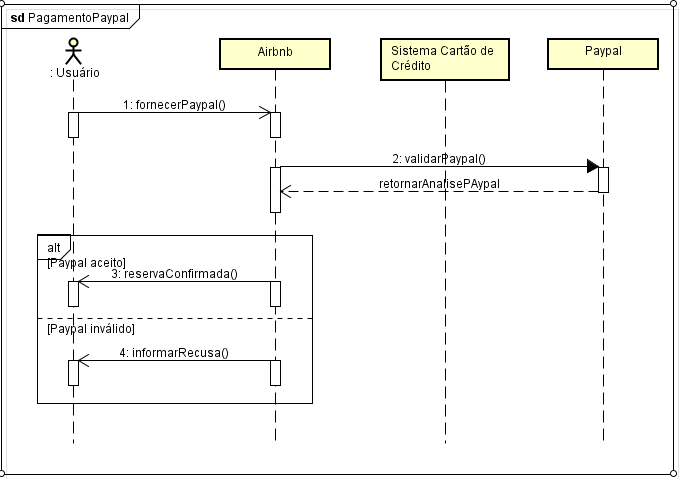 sd PagamentoPaypal
: Usuário
Airbnb
Sistema Cartão de
Crédito
Paypal
1: fornecerPaypal()
2: validarPaypal()
retornarAnalisePAypal
alt
[Paypal aceito]
3: reservaConfirmada()
[Paypal inválido]
4: informarRecusa()